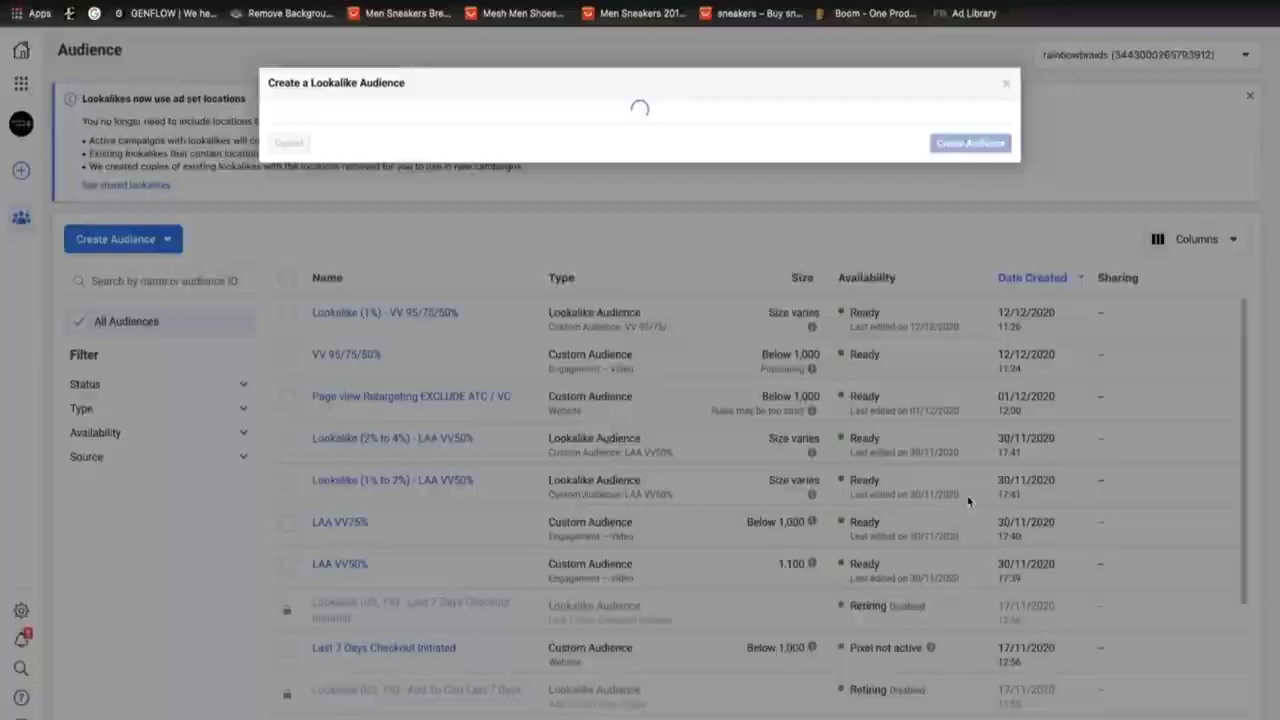 Apps
GENFLOW | We he...
Remove Backgrou...
Men Sneakers Bre...
Mesh Men Shoes...
Men Sneakers 201...
sneakers – Buy sn...
Boom - One Prod...
Ad Library
Audience
rainbowbraids (3443000265793912)
Create a Lookalike Audience
Lookalikes now use ad set locations
You no longer need to include locations
• Active campaigns with lookalikes will
• Existing lookalikes that contain location
• We created copies of existing lookalikes with the locations removed for you to use in new campaigns.
See shared lookalikes
Cancel
Create Audience
Create Audience
Columns
Search by name or audience ID
All Audiences
Filter
Status
Type
Availability
Source
Name Type Size Availability Date Created Sharing
Lookalike (1%) - VV 95/75/50% Lookalike Audience Size varies Ready 12/12/2020 –
Custom Audience: VV 95/75/ Last edited on 12/12/2020 11:26
VV 95/75/50% Custom Audience Below 1,000 Ready 12/12/2020 –
Engagement – Video Populating 11:24
Page view Retargeting EXCLUDE ATC / VC Custom Audience Below 1,000 Ready 01/12/2020 –
Website Rules may be too strict Last edited on 01/12/2020 12:00
Lookalike (2% to 4%) - LAA VV50% Lookalike Audience Size varies Ready 30/11/2020 –
Custom Audience: LAA VV50% Last edited on 30/11/2020 17:41
Lookalike (1% to 2%) - LAA VV50% Lookalike Audience Size varies Ready 30/11/2020 –
Custom Audience: LAA VV50% Last edited on 30/11/2020 17:41
LAA VV75% Custom Audience Below 1,000 Ready 30/11/2020 –
Engagement – Video Last edited on 30/11/2020 17:40
LAA VV50% Custom Audience 1,100 Ready 30/11/2020 –
Engagement – Video Last edited on 30/11/2020 17:39
Lookalike (US, 1%) - Last 7 Days Checkout Lookalike Audience Retiring Disabled 17/11/2020 –
Initiated Last 7 Days Checkout Initiated
Last 7 Days Checkout Initiated Custom Audience Below 1,000 Pixel not active 17/11/2020 –
Website 12:56
Lookalike (US, 1%) - Add To Cart Last 7 Days Lookalike Audience Retiring Disabled 17/11/2020 –